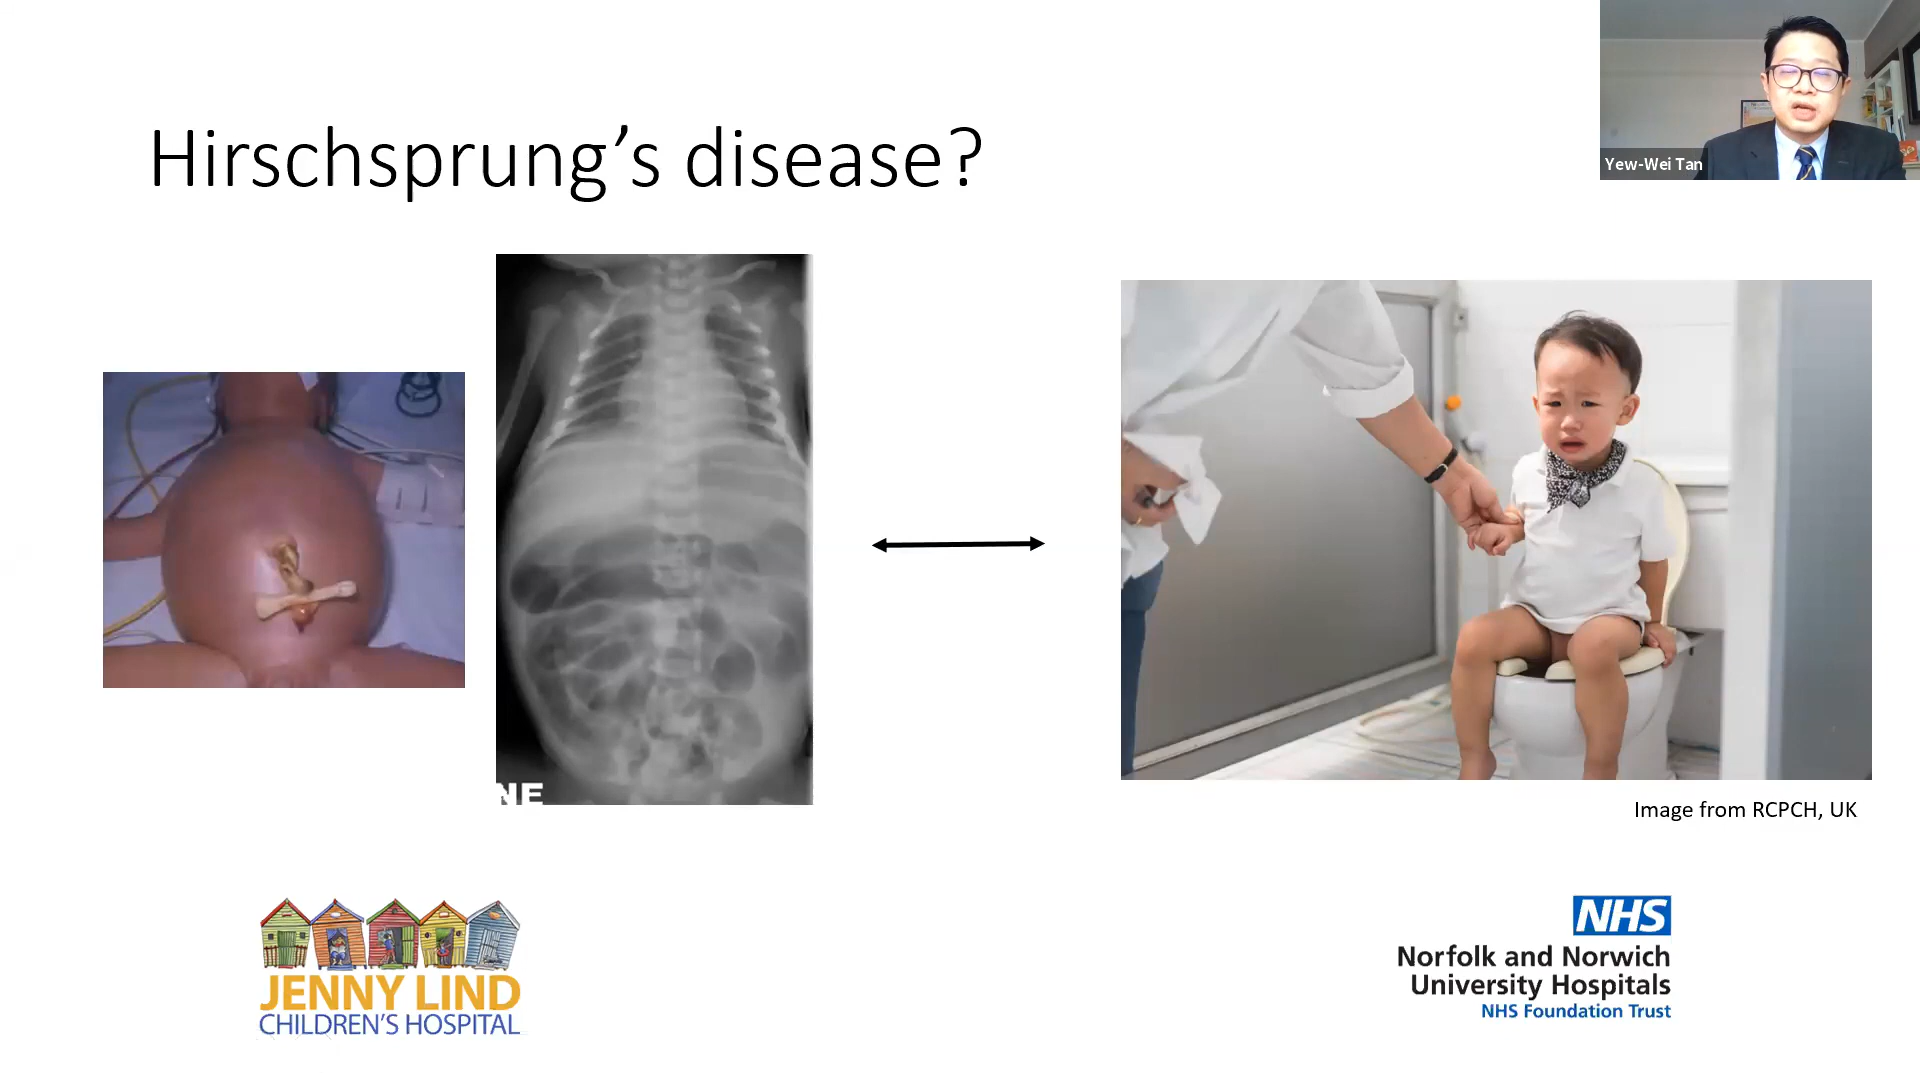 Hirschsprung’s disease?
Yew-Wei Tan
NE
Image from RCPCH, UK
JENNY LIND
CHILDREN'S HOSPITAL
NHS
Norfolk and Norwich
University Hospitals
NHS Foundation Trust